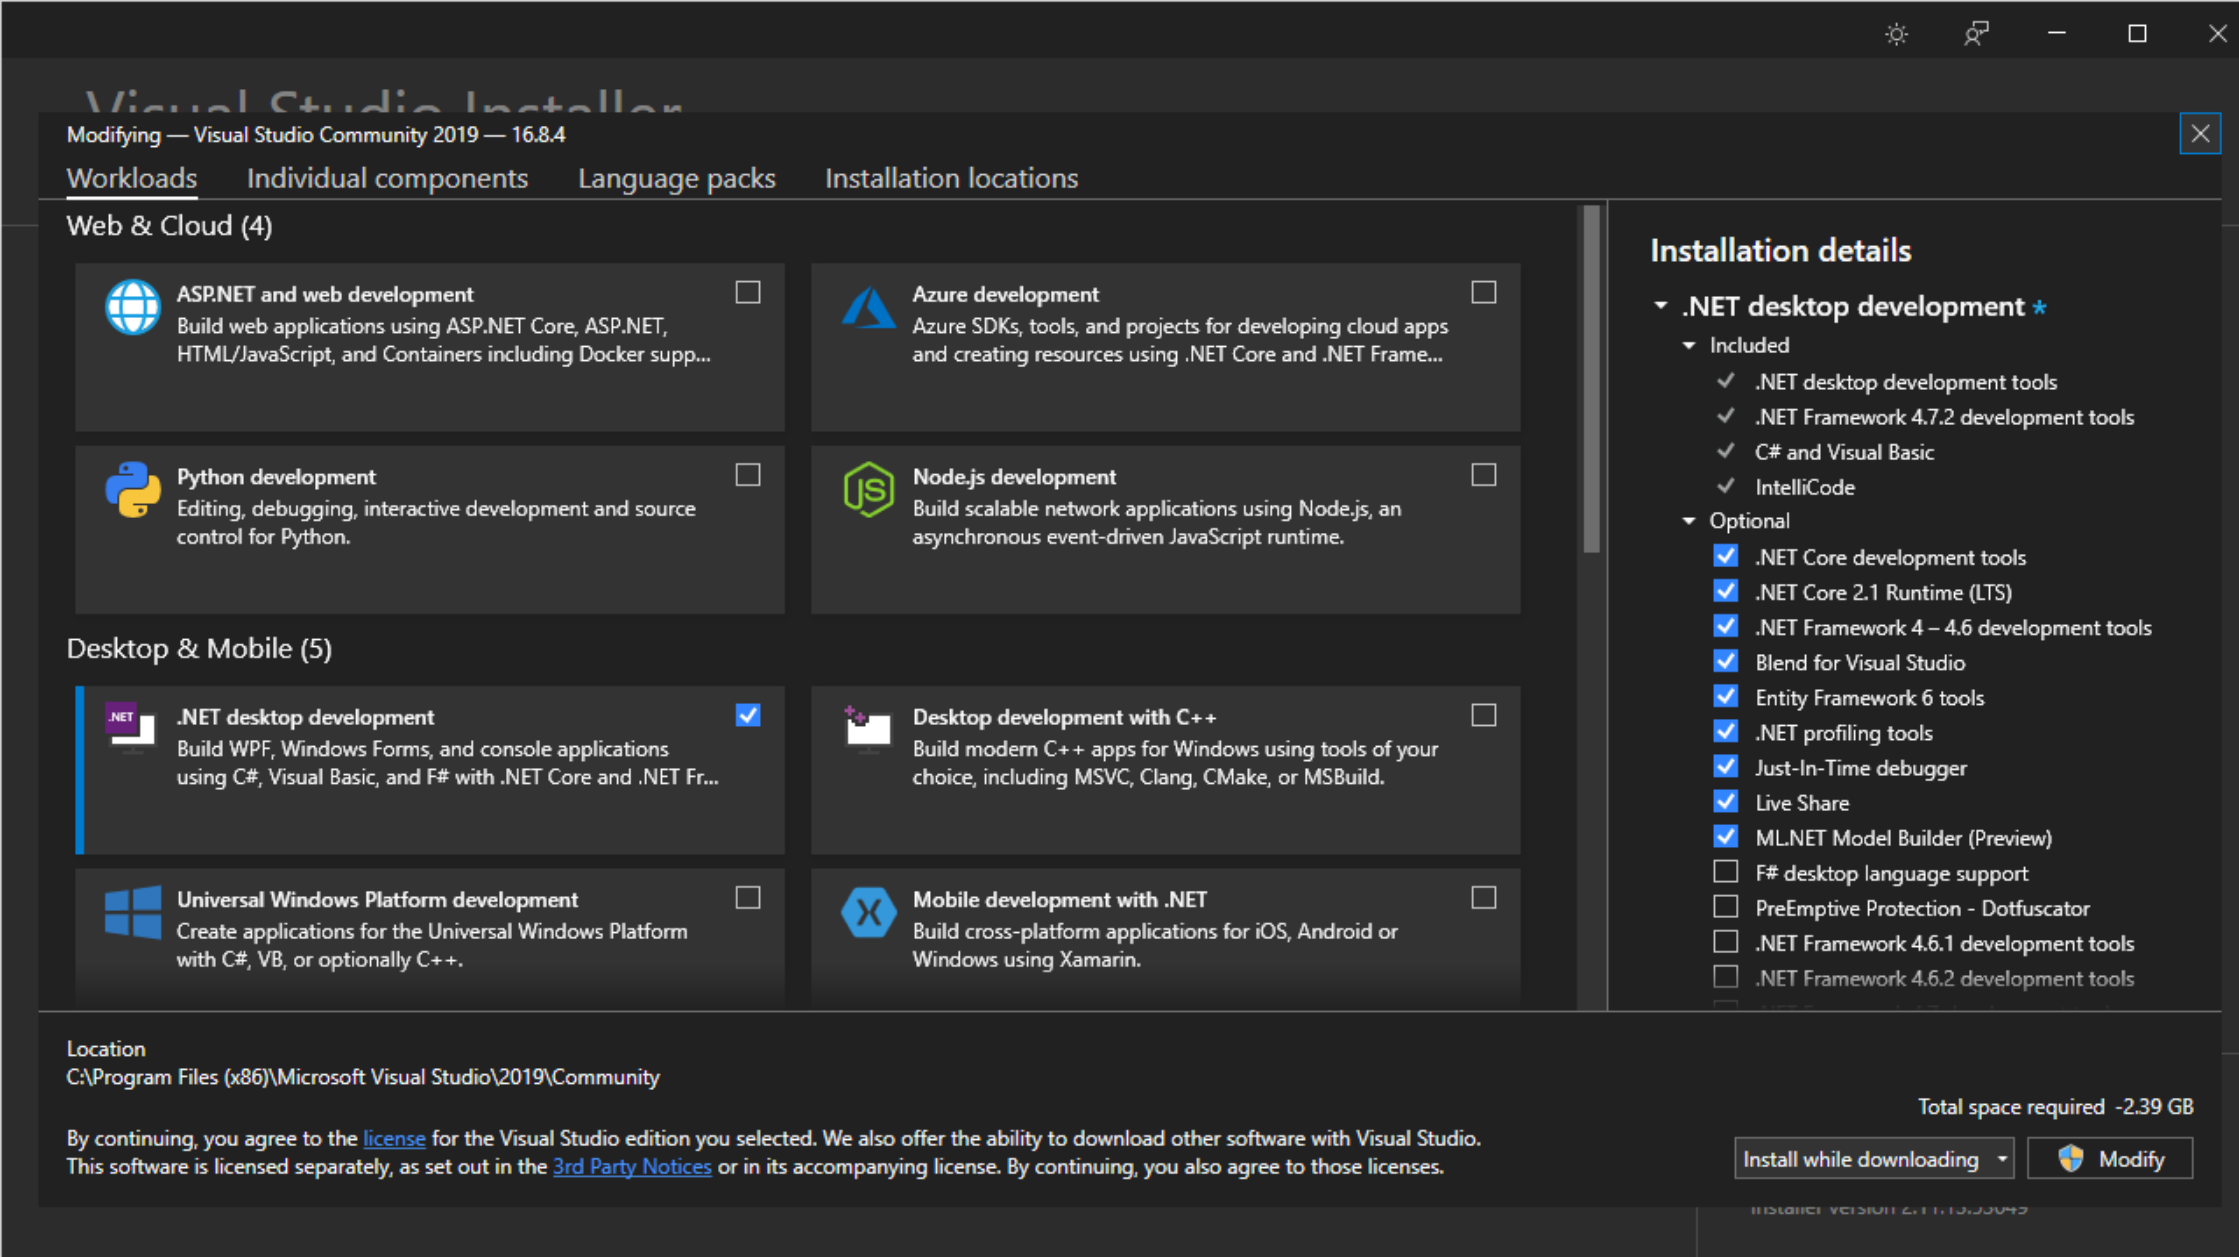 Visual Studio Installer
Modifying — Visual Studio Community 2019 — 16.8.4
Workloads
Individual components
Language packs
Installation locations
Web & Cloud (4)
ASP.NET and web development
Build web applications using ASP.NET Core, ASP.NET,
HTML/JavaScript, and Containers including Docker supp...
Azure development
Azure SDKs, tools, and projects for developing cloud apps
and creating resources using .NET Core and .NET Frame...
Python development
Editing, debugging, interactive development and source
control for Python.
JS
Node.js development
Build scalable network applications using Node.js, an
asynchronous event-driven JavaScript runtime.
Desktop & Mobile (5)
.NET
.NET desktop development
Build WPF, Windows Forms, and console applications
using C#, Visual Basic, and F# with .NET Core and .NET Fr...
Desktop development with C++
Build modern C++ apps for Windows using tools of your
choice, including MSVC, Clang, CMake, or MSBuild.
Universal Windows Platform development
Create applications for the Universal Windows Platform
with C#, VB, or optionally C++.
Mobile development with .NET
Build cross-platform applications for iOS, Android or
Windows using Xamarin.
Installation details
.NET desktop development *
Included
.NET desktop development tools
.NET Framework 4.7.2 development tools
C# and Visual Basic
IntelliCode
Optional
.NET Core development tools
.NET Core 2.1 Runtime (LTS)
.NET Framework 4 – 4.6 development tools
Blend for Visual Studio
Entity Framework 6 tools
.NET profiling tools
Just-In-Time debugger
Live Share
ML.NET Model Builder (Preview)
F# desktop language support
PreEmptive Protection - Dotfuscator
.NET Framework 4.6.1 development tools
.NET Framework 4.6.2 development tools
Location
C:\Program Files (x86)\Microsoft Visual Studio\2019\Community
By continuing, you agree to the license for the Visual Studio edition you selected. We also offer the ability to download other software with Visual Studio.
This software is licensed separately, as set out in the 3rd Party Notices or in its accompanying license. By continuing, you also agree to those licenses.
Total space required -2.39 GB
Install while downloading
Modify
Installer version